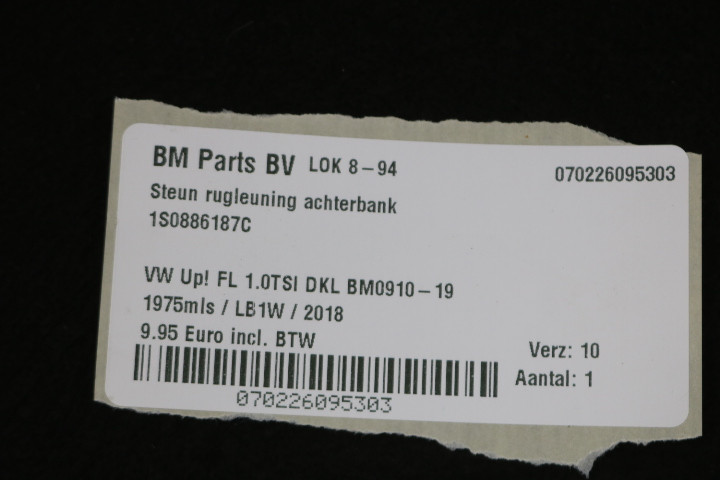 BM Parts BV LOK 8-94 070226095303
Steun rugleuning achterbank
1S0886187C
VW Up! FL 1.0TSI DKL BM0910-19
1975mls / LB1W / 2018
9.95 Euro incl. BTW
Verz: 10
Aantal: 1
070226095303